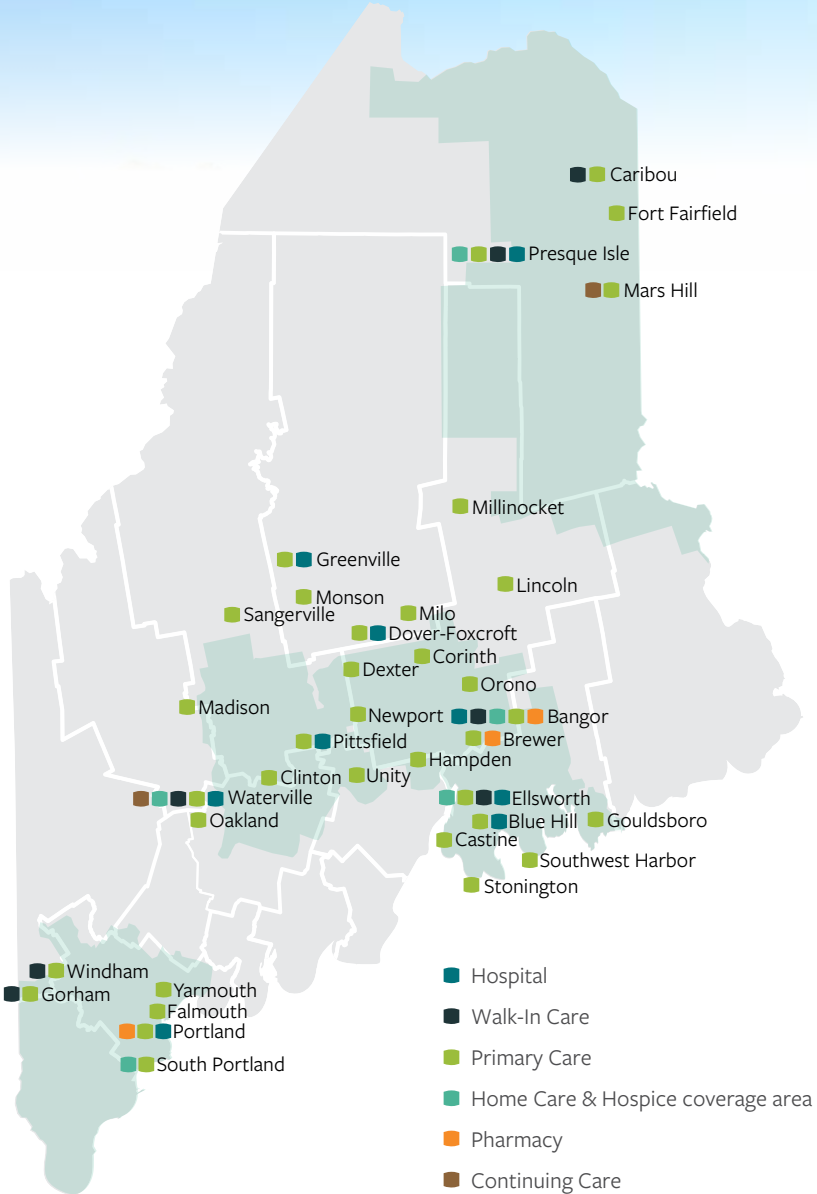 Caribou
Fort Fairfield
Presque Isle
Mars Hill
Millinocket
Greenville
Lincoln
Monson
Sangerville
Milo
Dover-Foxcroft
Corinth
Dexter
Orono
Madison
Newport
Bangor
Pittsfield
Brewer
Hampden
Clinton
Unity
Waterville
Ellsworth
Oakland
Blue Hill
Gouldsboro
Castine
Southwest Harbor
Stonington
Windham
Gorham
Yarmouth
Falmouth
Portland
South Portland
Hospital
Walk-In Care
Primary Care
Home Care & Hospice coverage area
Pharmacy
Continuing Care